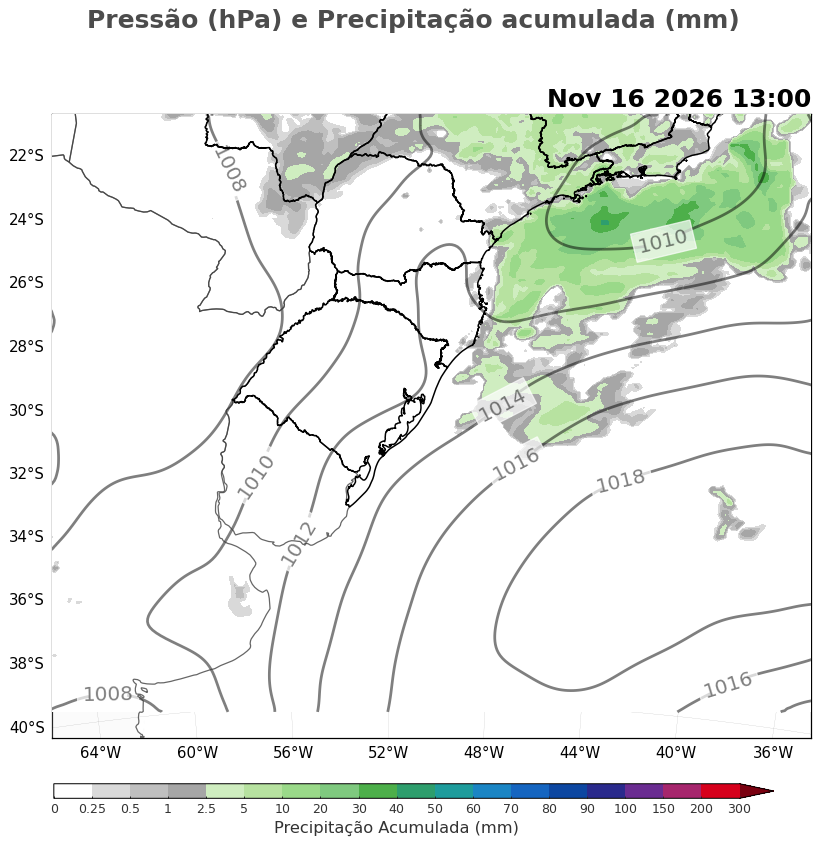 Pressão (hPa) e Precipitação acumulada (mm)
Nov 16 2026 13:00
22°S
24°S
26°S
28°S
30°S
32°S
34°S
36°S
38°S
40°S
1008
1010
1014
1016
1018
1010
1012
1008
1016
64°W 60°W 56°W 52°W 48°W 44°W 40°W 36°W
0 0.25 0.5 1 2.5 5 10 20 30 40 50 60 70 80 90 100 150 200 300
Precipitação Acumulada (mm)